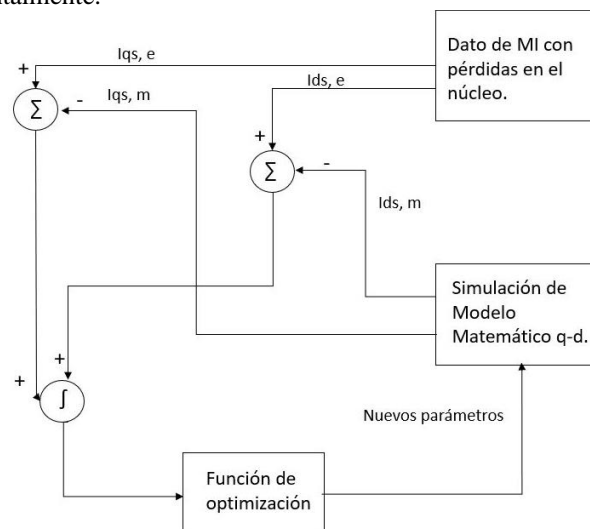 Iqs, e
Ids, e
Dato de MI con
pérdidas en el
núcleo.
+
Σ
-
Iqs, m
+
Σ
-
Ids, m
Simulación de
Modelo
Matemático q-d.
+
+
∫
Nuevos parámetros
Función de
optimización